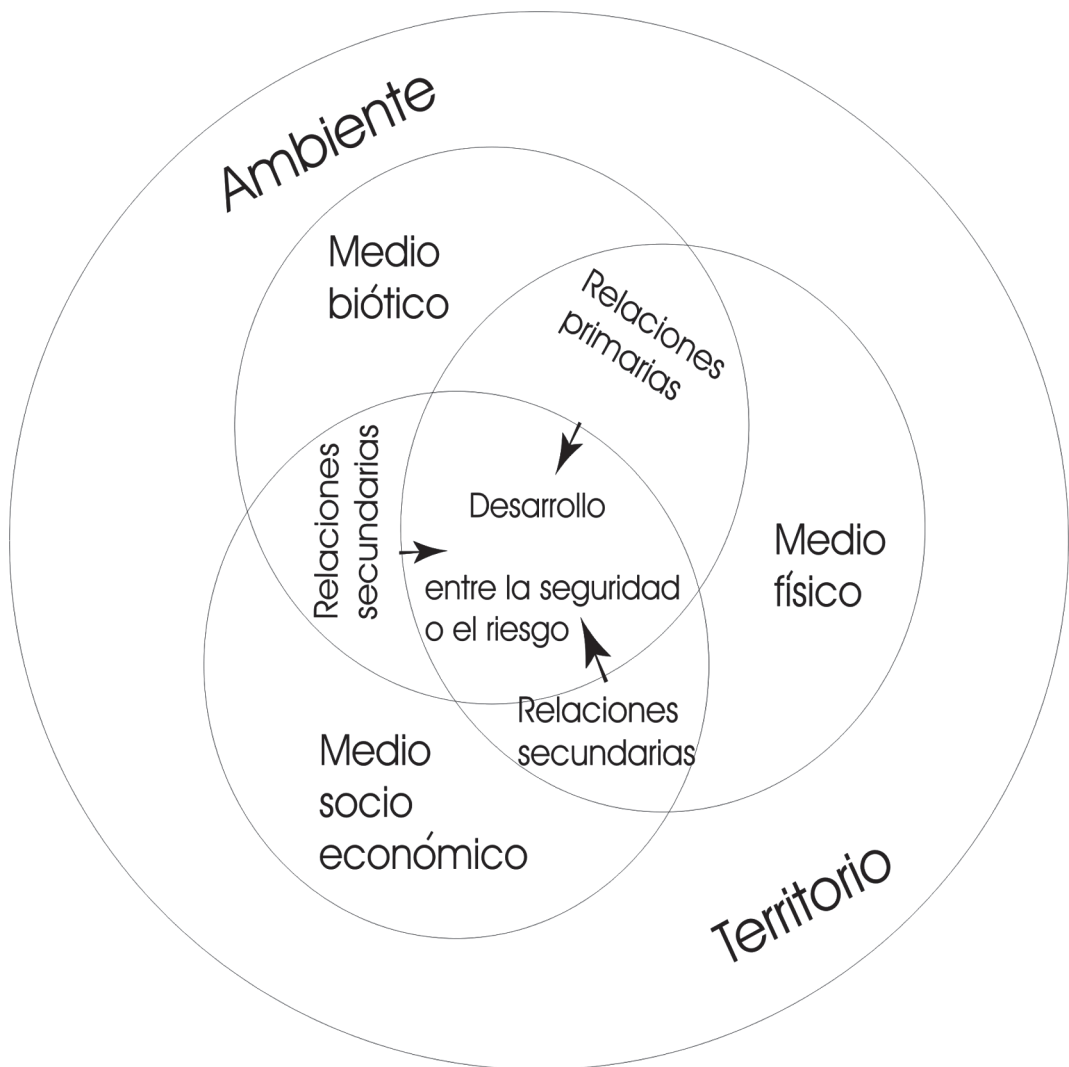 Ambiente
Medio
biótico
Relaciones
primarias
Relaciones
secundarias
Desarrollo
entre la seguridad
o el riesgo
Medio
físico
Relaciones
secundarias
Medio
socio
económico
Territorio